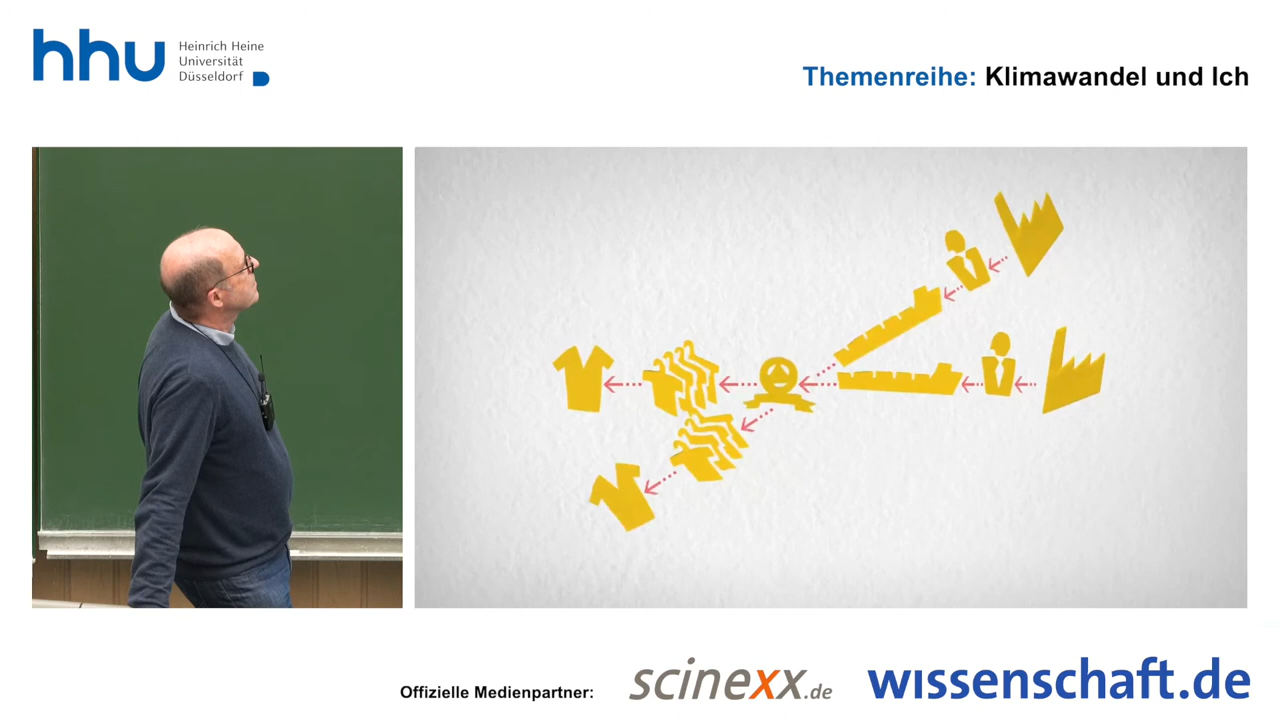 hhu
Heinrich Heine
Universität
Düsseldorf
Themenreihe: Klimawandel und Ich
Offizielle Medienpartner:
scinexx.de
wissenschaft.de